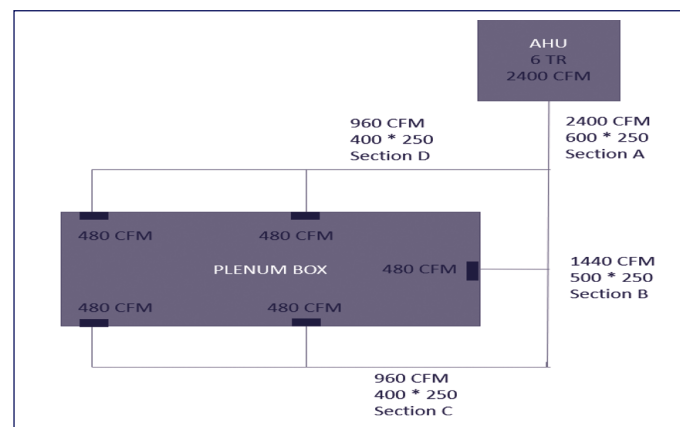 AHU
6 TR
2400 CFM
960 CFM
400 * 250
Section D
2400 CFM
600 * 250
Section A
480 CFM
480 CFM
PLENUM BOX
480 CFM
1440 CFM
500 * 250
Section B
480 CFM
480 CFM
960 CFM
400 * 250
Section C